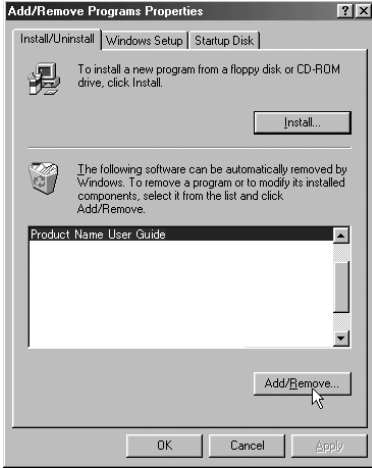 Add/Remove Programs Properties
Install/Uninstall Windows Setup Startup Disk
To install a new program from a floppy disk or CD-ROM
drive, click Install.
Install...
The following software can be automatically removed by
Windows. To remove a program or to modify its installed
components, select it from the list and click
Add/Remove.
Product Name User Guide
Add/Remove...
OK Cancel Apply